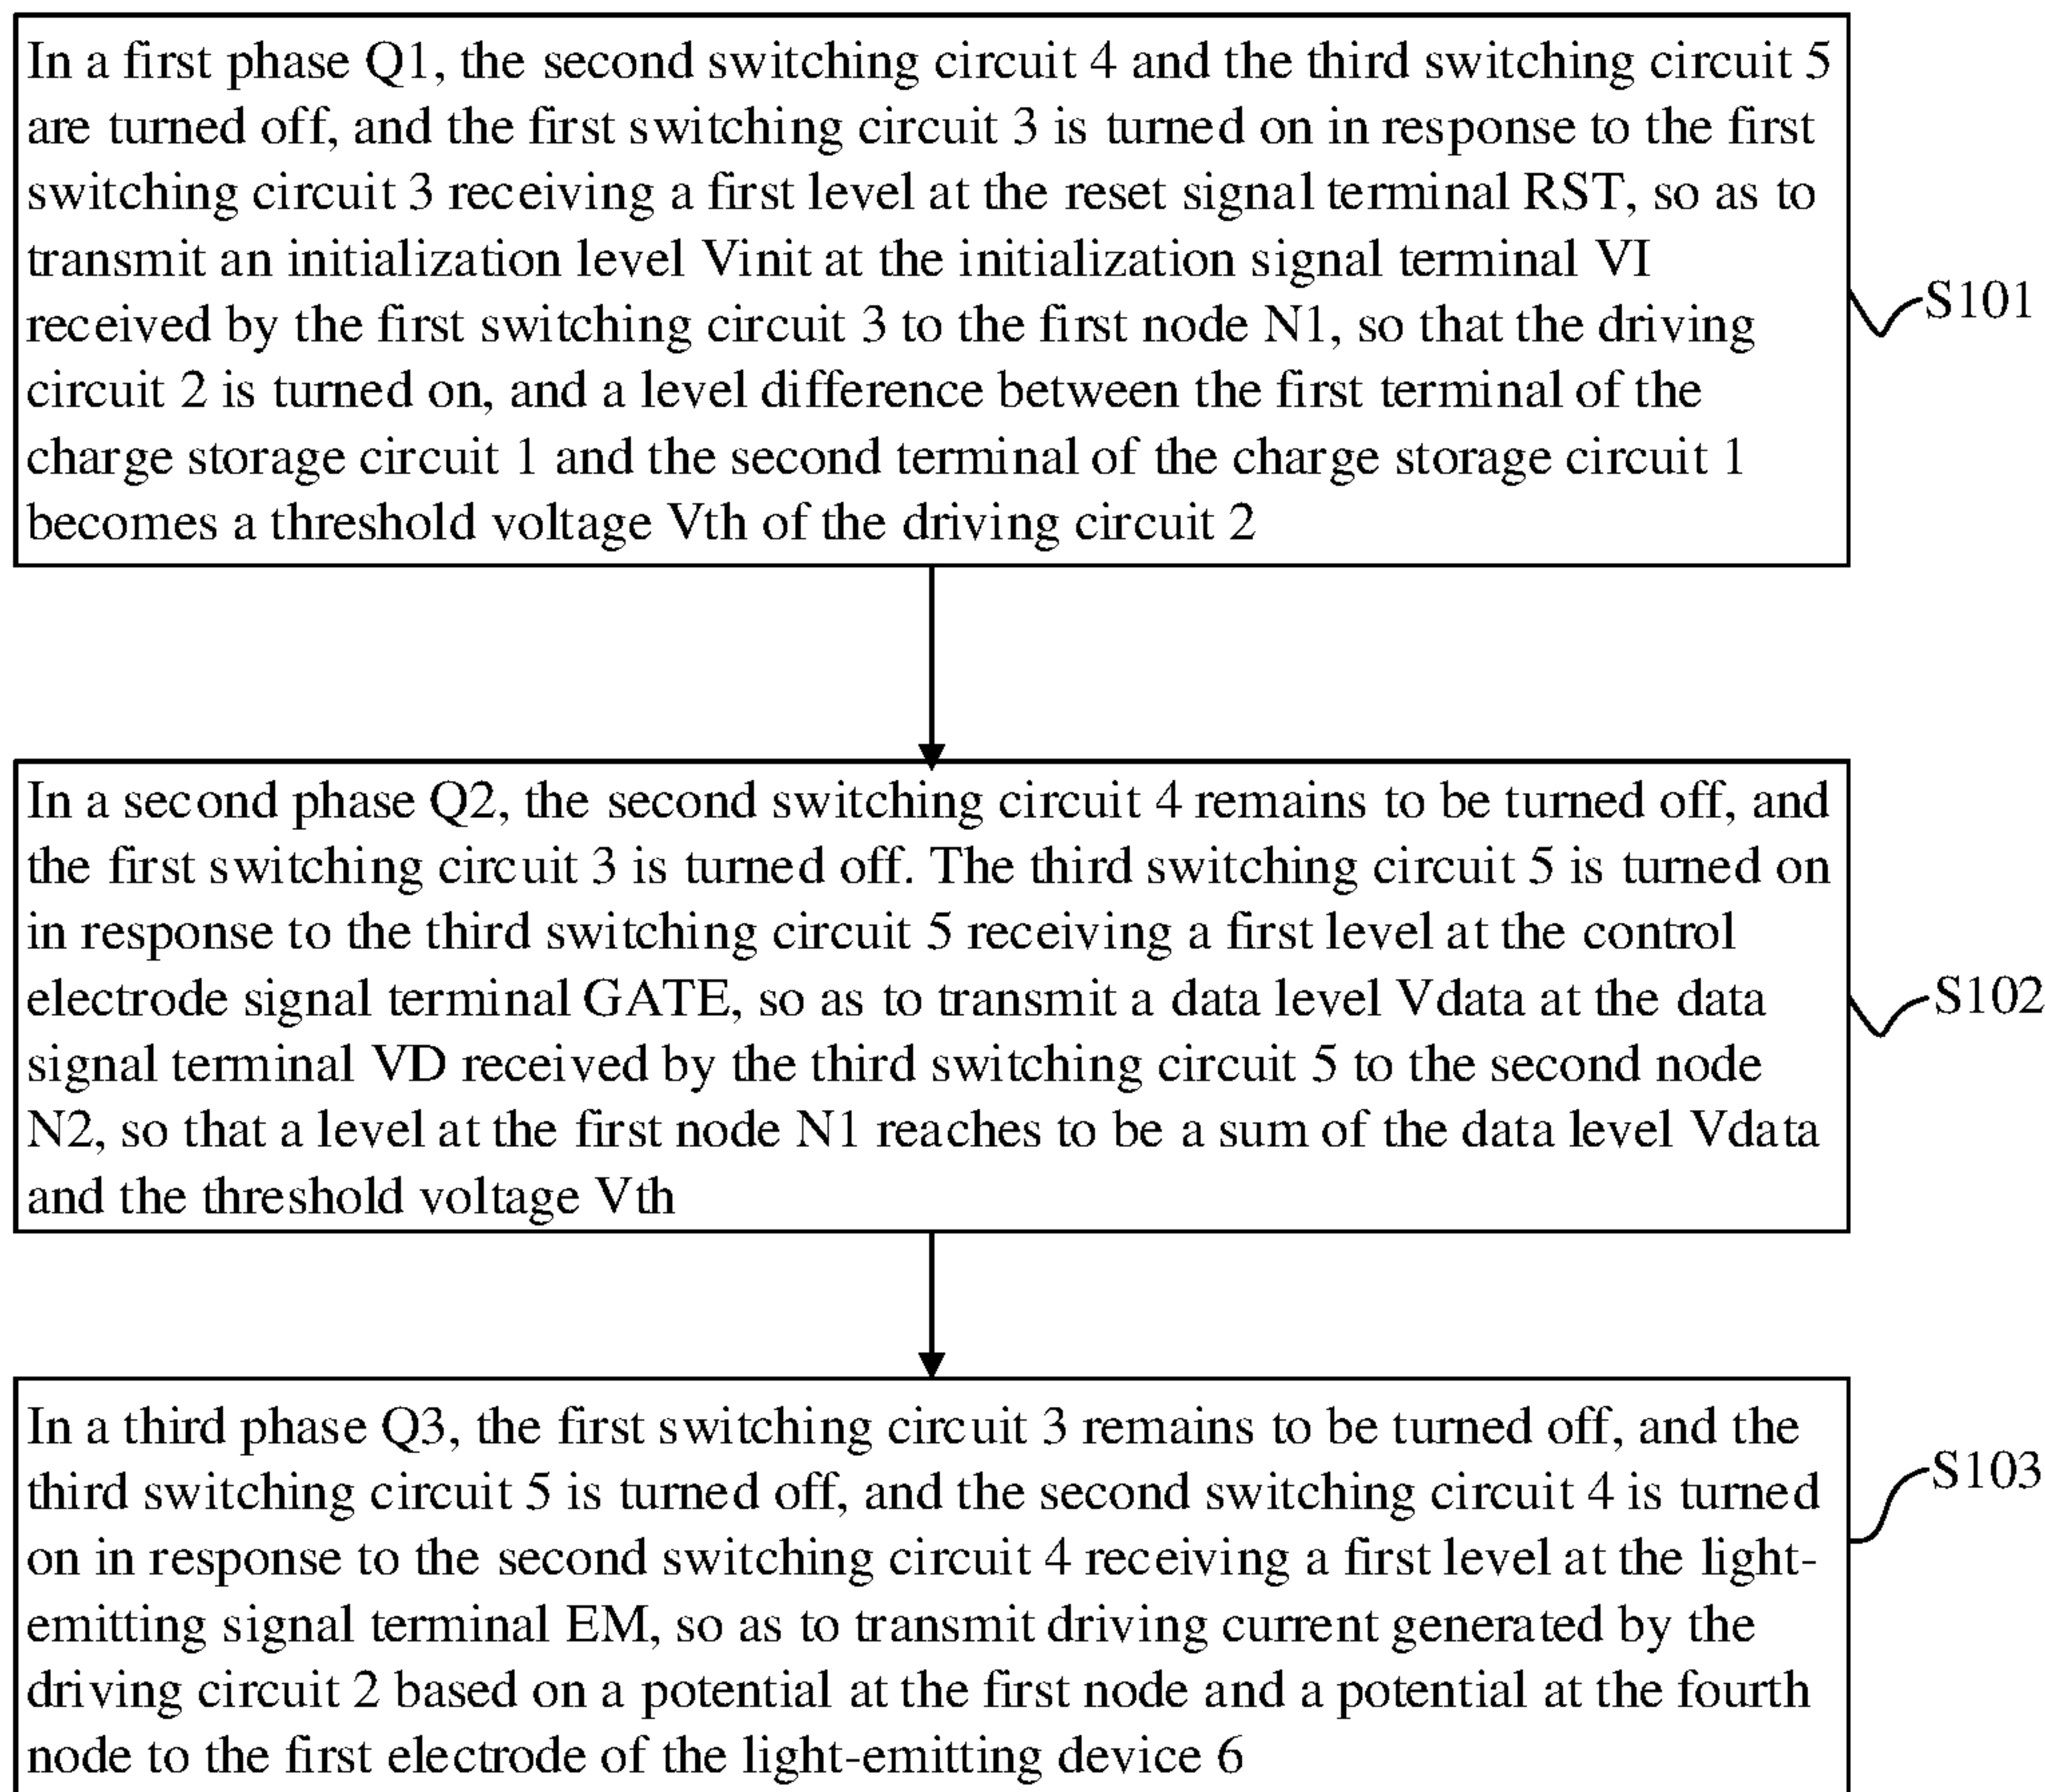 In a first phase Q1, the second switching circuit 4 and the third switching circuit 5
are turned off, and the first switching circuit 3 is turned on in response to the first
switching circuit 3 receiving a first level at the reset signal terminal RST, so as to
transmit an initialization level Vinit at the initialization signal terminal VI
received by the first switching circuit 3 to the first node N1, so that the driving
circuit 2 is turned on, and a level difference between the first terminal of the
charge storage circuit 1 and the second terminal of the charge storage circuit 1
becomes a threshold voltage Vth of the driving circuit 2
S101
In a second phase Q2, the second switching circuit 4 remains to be turned off, and
the first switching circuit 3 is turned off. The third switching circuit 5 is turned on
in response to the third switching circuit 5 receiving a first level at the control
electrode signal terminal GATE, so as to transmit a data level Vdata at the data
signal terminal VD received by the third switching circuit 5 to the second node
N2, so that a level at the first node N1 reaches to be a sum of the data level Vdata
and the threshold voltage Vth
S102
In a third phase Q3, the first switching circuit 3 remains to be turned off, and the
third switching circuit 5 is turned off, and the second switching circuit 4 is turned
on in response to the second switching circuit 4 receiving a first level at the light-
emitting signal terminal EM, so as to transmit driving current generated by the
driving circuit 2 based on a potential at the first node and a potential at the fourth
node to the first electrode of the light-emitting device 6
S103